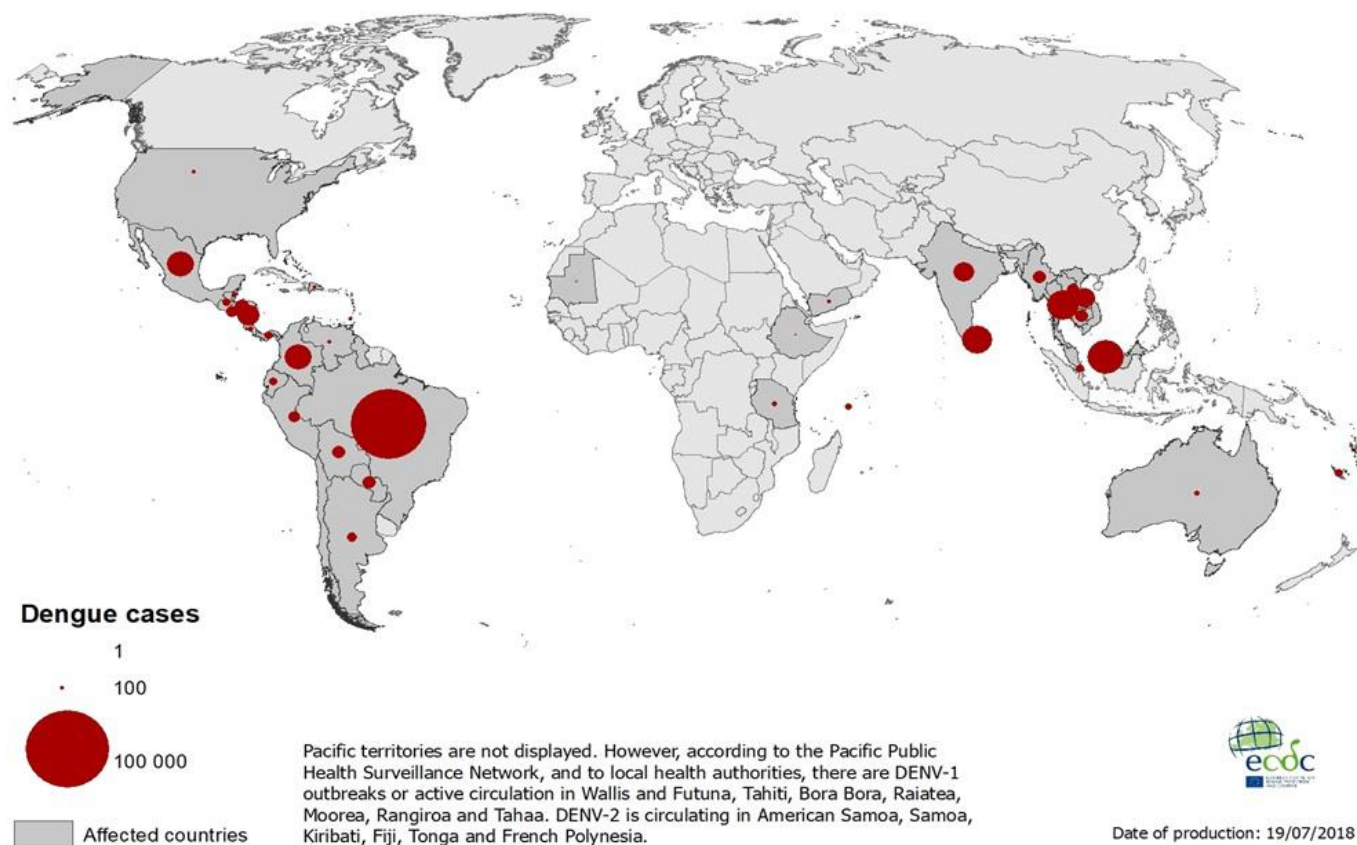 Dengue cases
1
100
100 000
Affected countries
Pacific territories are not displayed. However, according to the Pacific Public
Health Surveillance Network, and to local health authorities, there are DENV-1
outbreaks or active circulation in Wallis and Futuna, Tahiti, Bora Bora, Raiatea,
Moorea, Rangiroa and Tahaa. DENV-2 is circulating in American Samoa, Samoa,
Kiribati, Fiji, Tonga and French Polynesia.
ecdc
Date of production: 19/07/2018